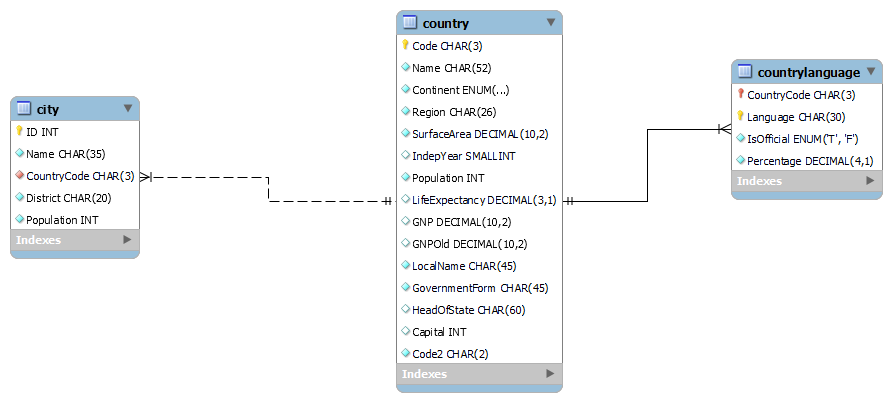 city
ID INT
Name CHAR(35)
CountryCode CHAR(3)
District CHAR(20)
Population INT
Indexes
country
Code CHAR(3)
Name CHAR(52)
Continent ENUM(...)
Region CHAR(26)
SurfaceArea DECIMAL(10,2)
IndepYear SMALLINT
Population INT
LifeExpectancy DECIMAL(3,1)
GNP DECIMAL(10,2)
GNPOld DECIMAL(10,2)
LocalName CHAR(45)
GovernmentForm CHAR(45)
HeadOfState CHAR(60)
Capital INT
Code2 CHAR(2)
Indexes
countrylanguage
CountryCode CHAR(3)
Language CHAR(30)
IsOfficial ENUM('T', 'F')
Percentage DECIMAL(4,1)
Indexes